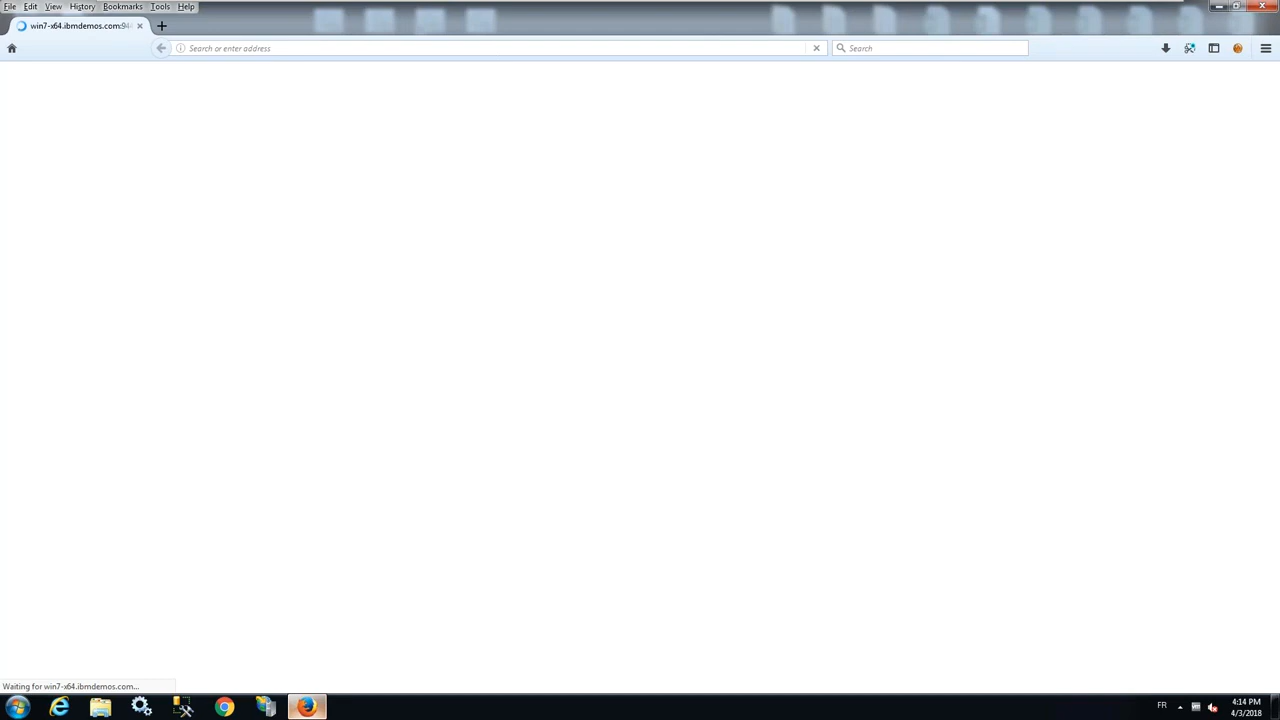 File Edit View History Bookmarks Tools Help
win7-x64.ibmdemos.com:94
Search or enter address
Search
Waiting for win7-x64.ibmdemos.com...
FR
4:14 PM
4/3/2018